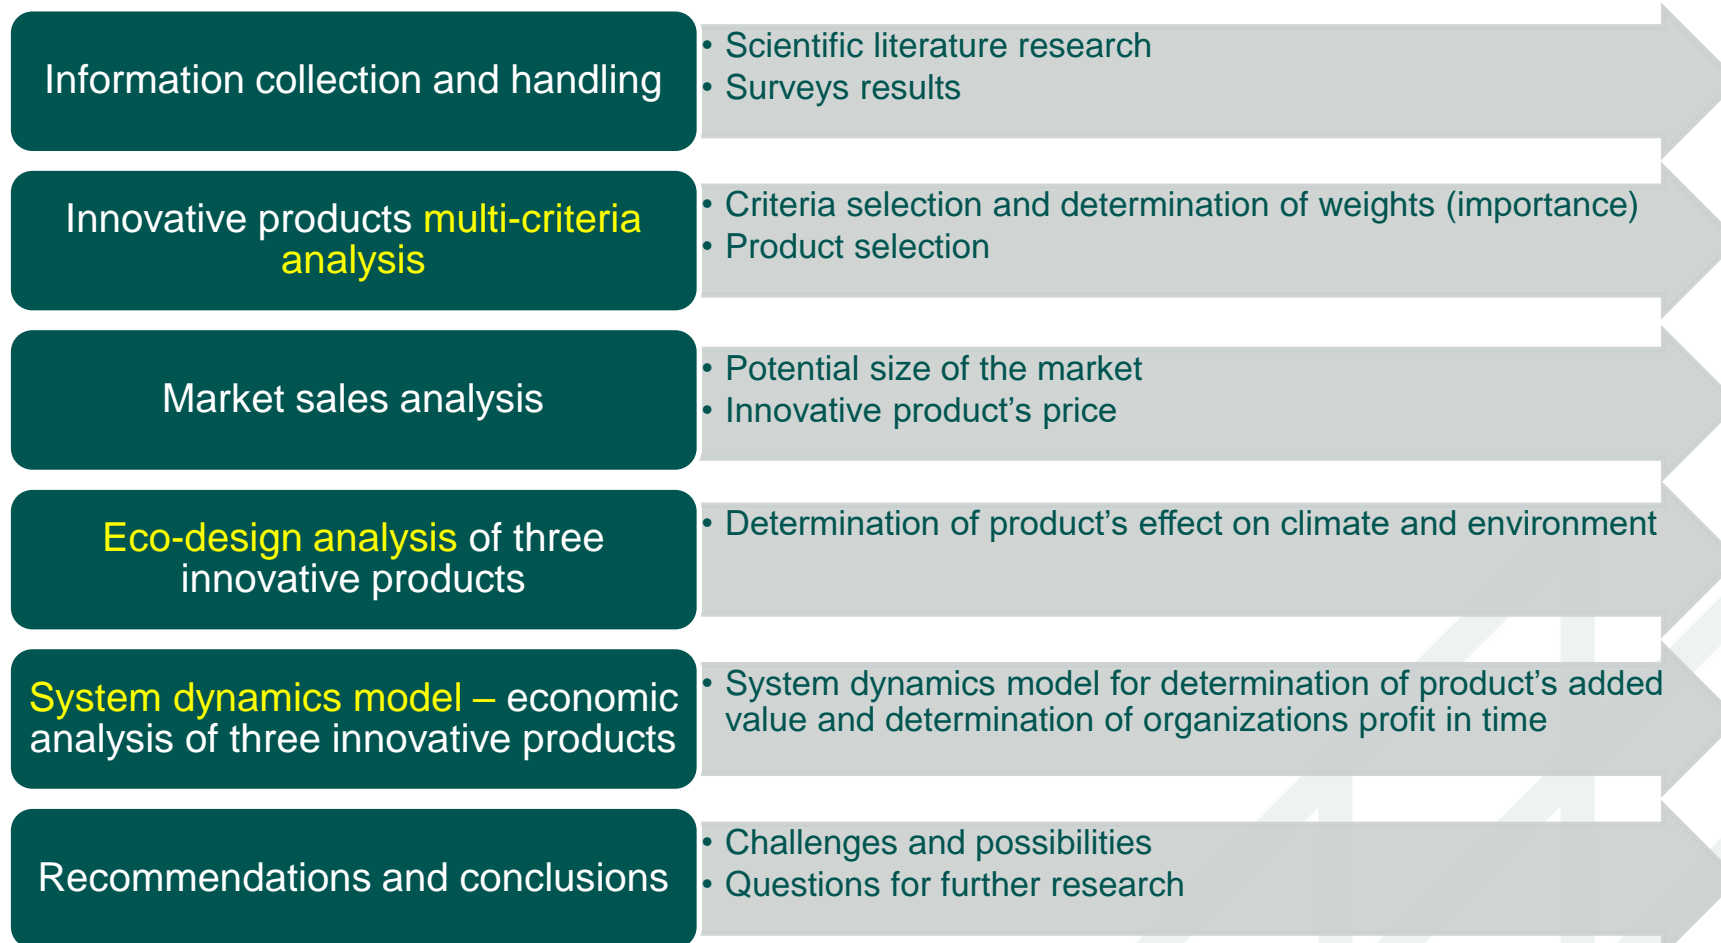 Information collection and handling
• Scientific literature research
• Surveys results
Innovative products multi-criteria
analysis
• Criteria selection and determination of weights (importance)
• Product selection
Market sales analysis
• Potential size of the market
• Innovative product’s price
Eco-design analysis of three
innovative products
• Determination of product’s effect on climate and environment
System dynamics model – economic
analysis of three innovative products
• System dynamics model for determination of product’s added
value and determination of organizations profit in time
Recommendations and conclusions
• Challenges and possibilities
• Questions for further research